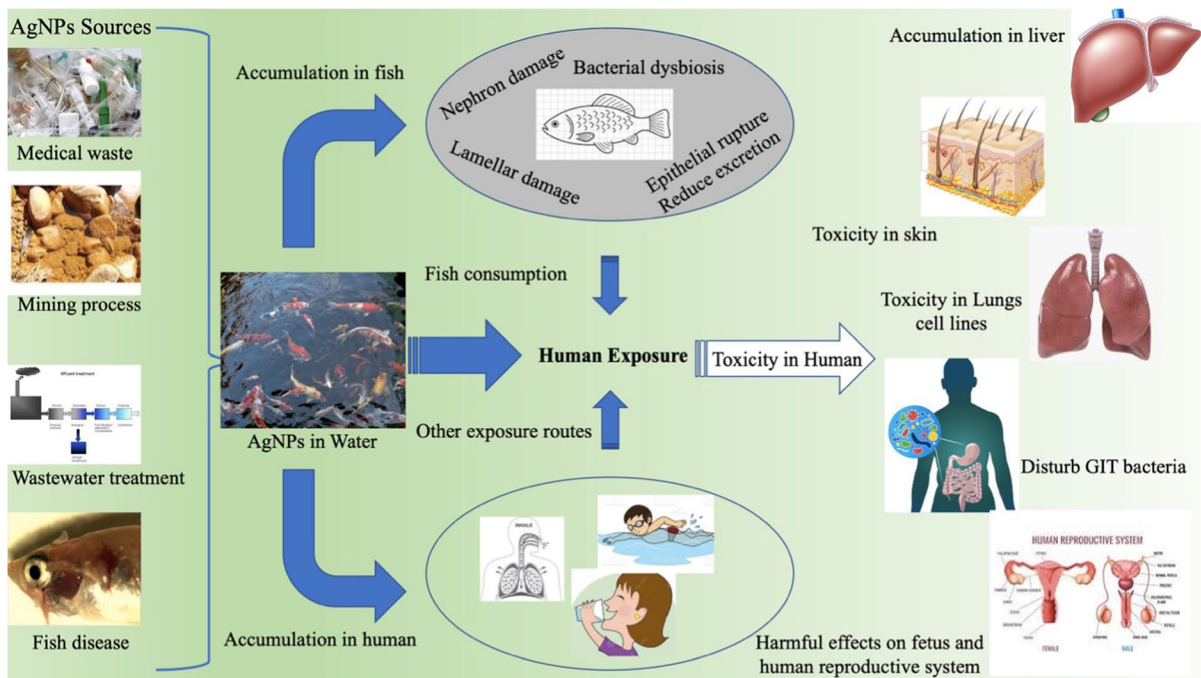 AgNPs Sources
Medical waste
Mining process
Effluent treatment
Wastewater treatment
Fish disease
Accumulation in fish
AgNPs in Water
Accumulation in human
Nephron damage
Bacterial dysbiosis
Lamellar damage
Epithelial rupture
Reduce excretion
Fish consumption
Human Exposure
Other exposure routes
INHALE
Toxicity in Human
Accumulation in liver
Toxicity in skin
Toxicity in Lungs
cell lines
Disturb GIT bacteria
HUMAN REPRODUCTIVE SYSTEM
FEMALE
MALE
Harmful effects on fetus and
human reproductive system